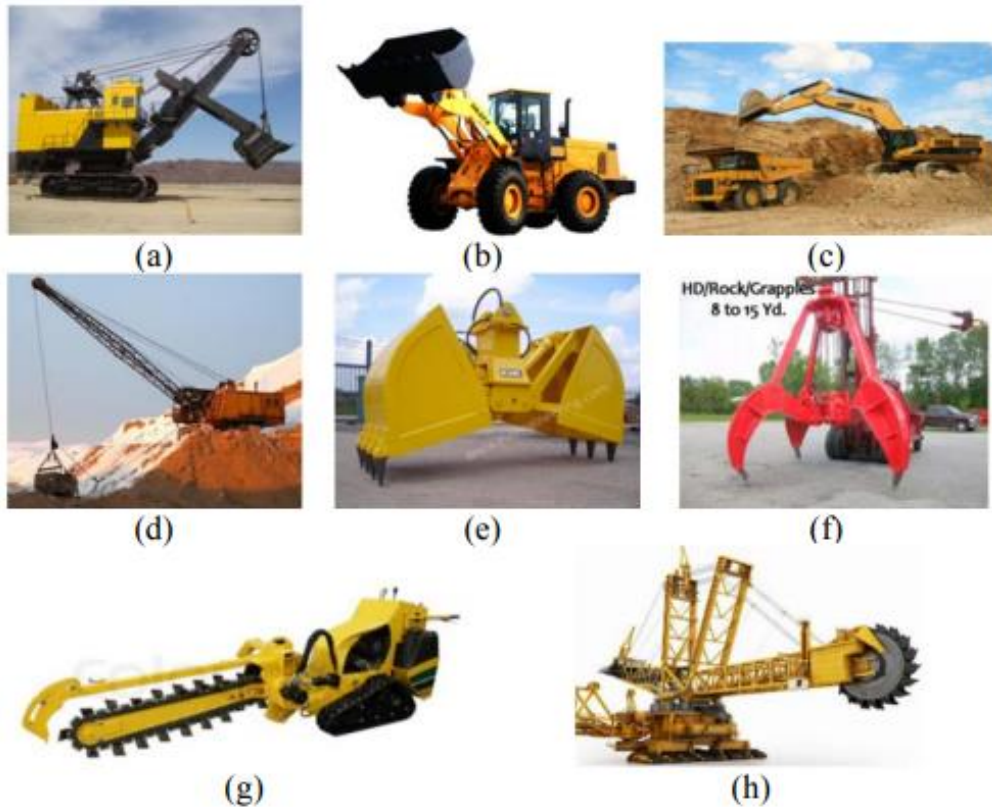 (a)
(b)
(c)
HD/Rock/Grapples
8 to 15 Yd.
(d)
(e)
(f)
(g)
(h)